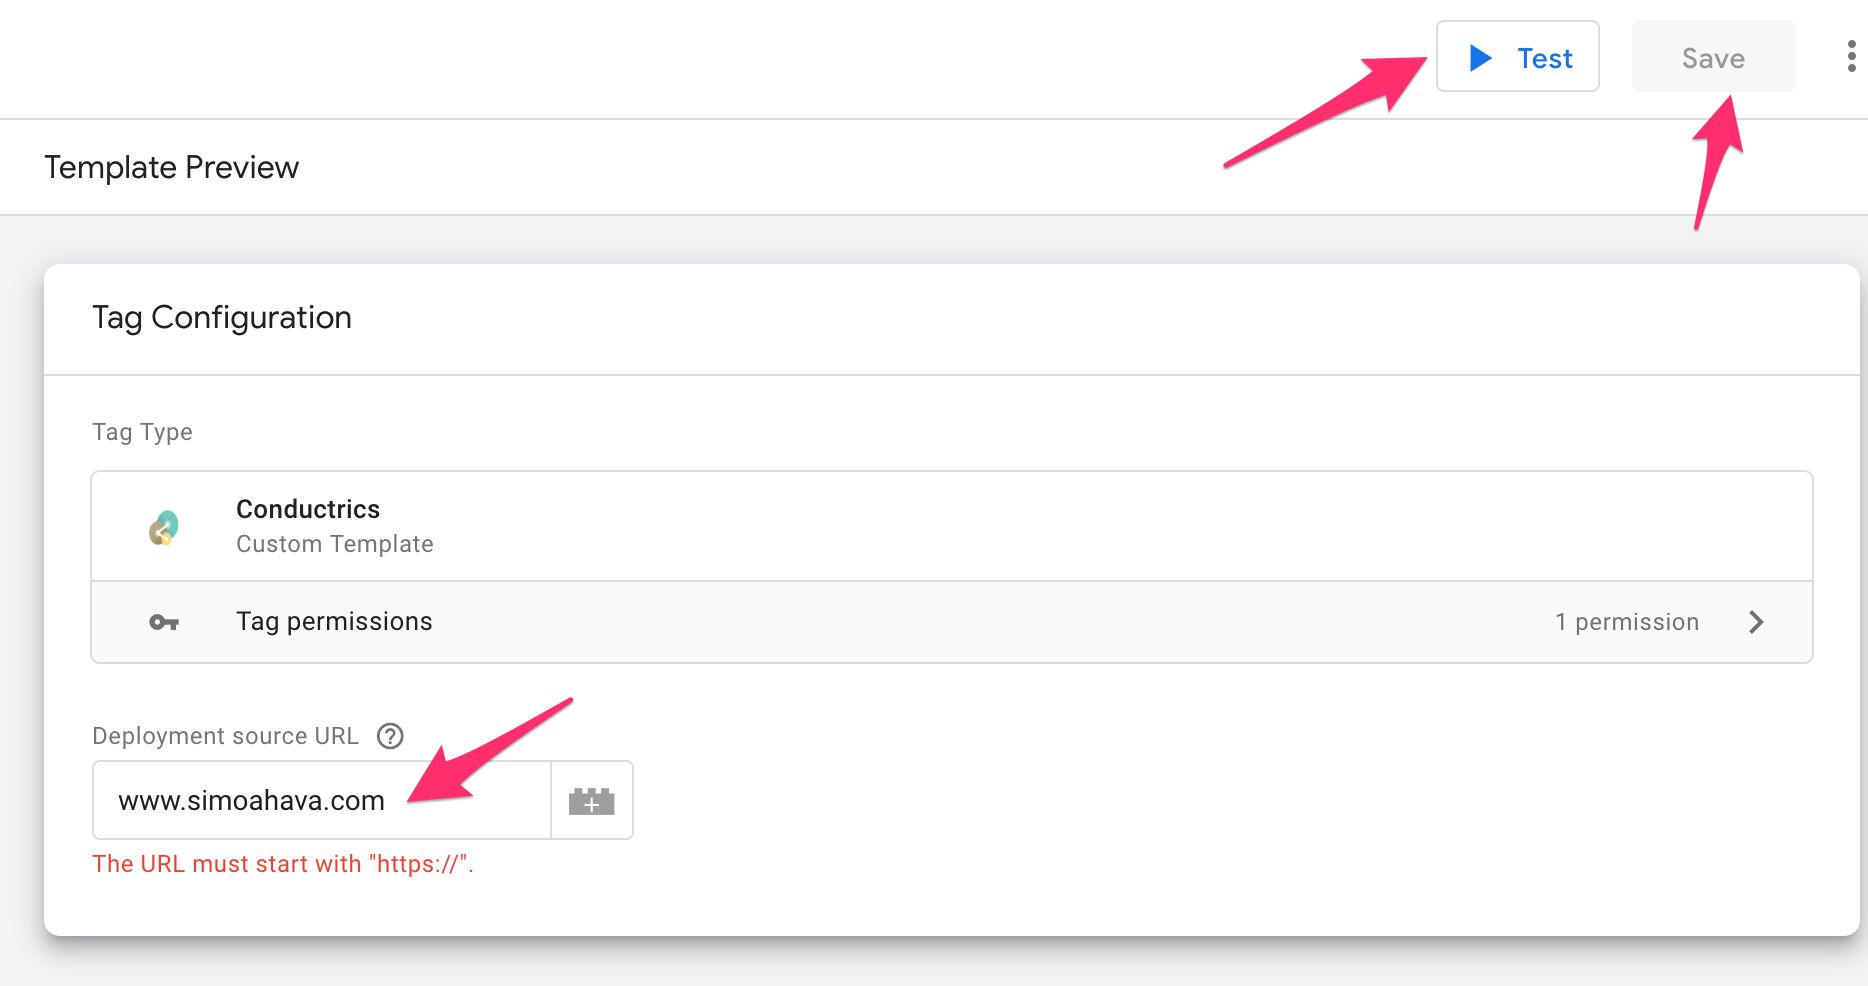 Test
Save
Template Preview
Tag Configuration
Tag Type
Conductrics
Custom Template
Tag permissions
1 permission
Deployment source URL
www.simoahava.com
The URL must start with "https://".